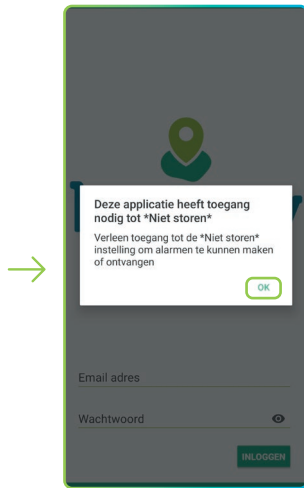 Deze applicatie heeft toegang
nodig tot *Niet storen*
Verleen toegang tot de *Niet storen*
instelling om alarmen te kunnen maken
of ontvangen
OK
Email adres
Wachtwoord
INLOGGEN